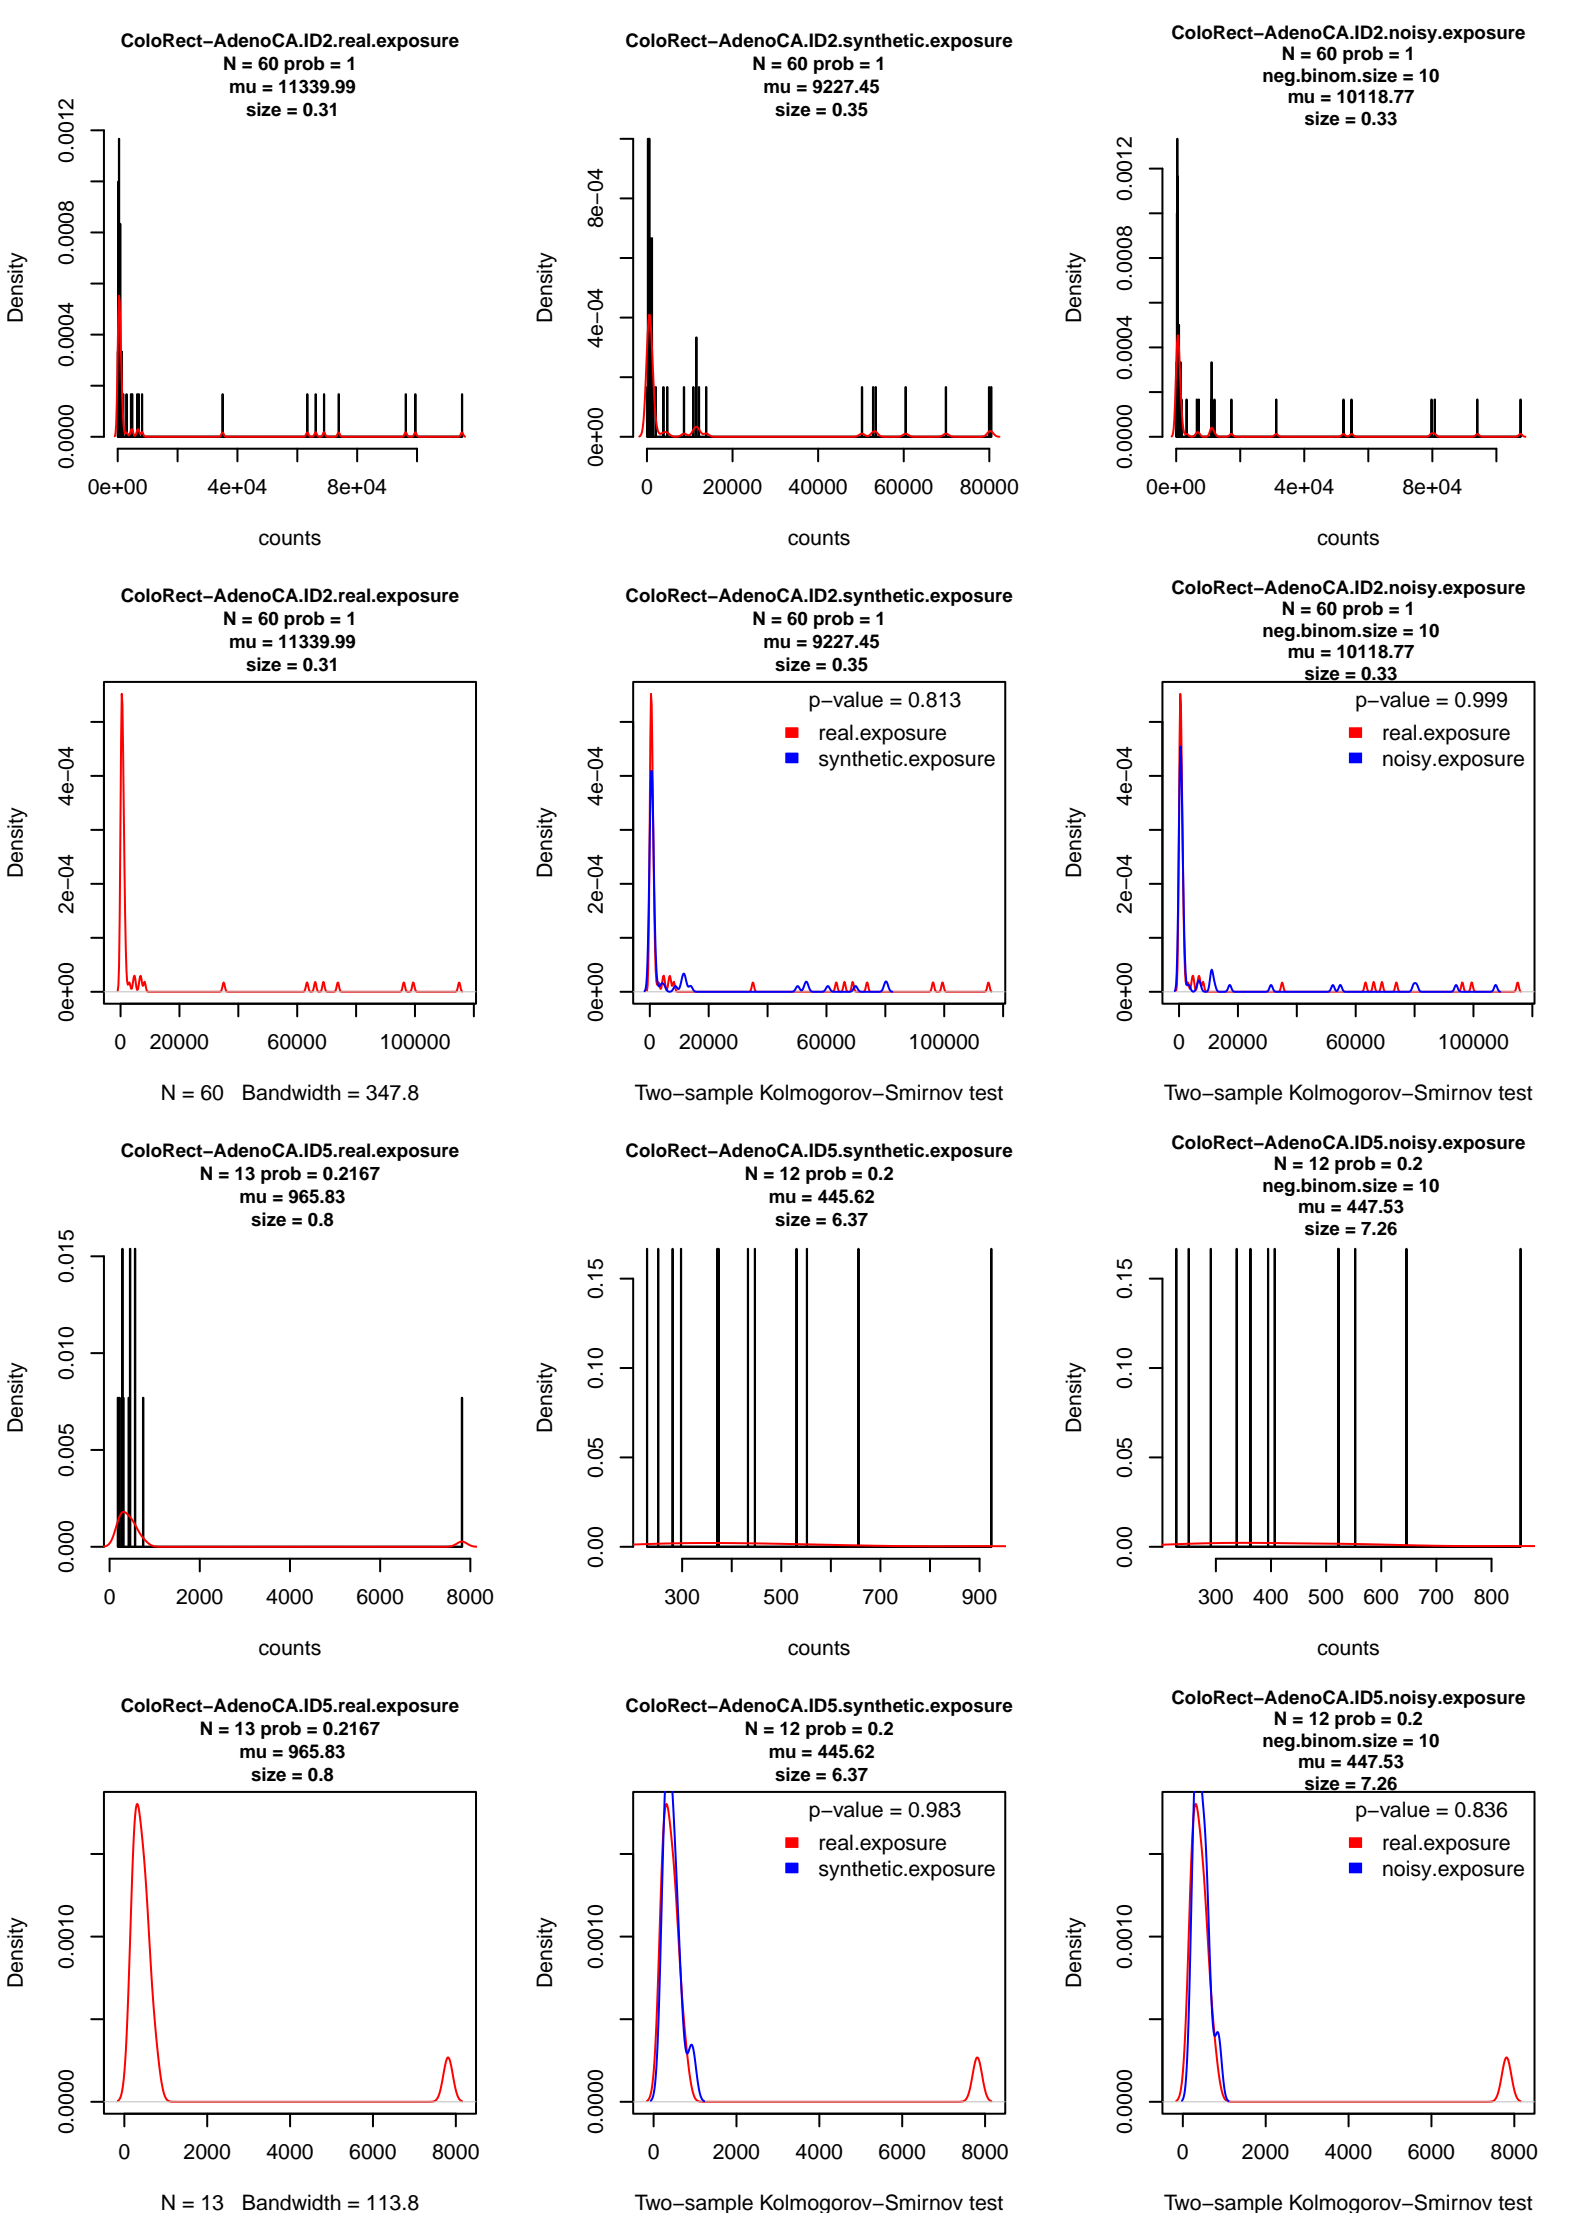 ColoRect−AdenoCA.ID2.real.exposure
N = 60 prob = 1
mu = 11339.99
size = 0.31
Density
0.0000 0.0004 0.0008 0.0012
0e+00 4e+04 8e+04
counts
ColoRect−AdenoCA.ID2.synthetic.exposure
N = 60 prob = 1
mu = 9227.45
size = 0.35
Density
0e+00 4e−04 8e−04
0 20000 40000 60000 80000
counts
ColoRect−AdenoCA.ID2.noisy.exposure
N = 60 prob = 1
neg.binom.size = 10
mu = 10118.77
size = 0.33
Density
0.0000 0.0004 0.0008 0.0012
0e+00 4e+04 8e+04
counts
ColoRect−AdenoCA.ID2.real.exposure
N = 60 prob = 1
mu = 11339.99
size = 0.31
Density
0e+00 2e−04 4e−04
0 20000 60000 100000
N = 60 Bandwidth = 347.8
ColoRect−AdenoCA.ID2.synthetic.exposure
N = 60 prob = 1
mu = 9227.45
size = 0.35
p−value = 0.813
real.exposure
synthetic.exposure
Density
0e+00 2e−04 4e−04
0 20000 60000 100000
Two−sample Kolmogorov−Smirnov test
ColoRect−AdenoCA.ID2.noisy.exposure
N = 60 prob = 1
neg.binom.size = 10
mu = 10118.77
size = 0.33
p−value = 0.999
real.exposure
noisy.exposure
Density
0e+00 2e−04 4e−04
0 20000 60000 100000
Two−sample Kolmogorov−Smirnov test
ColoRect−AdenoCA.ID5.real.exposure
N = 13 prob = 0.2167
mu = 965.83
size = 0.8
Density
0.000 0.005 0.010 0.015
0 2000 4000 6000 8000
counts
ColoRect−AdenoCA.ID5.synthetic.exposure
N = 12 prob = 0.2
mu = 445.62
size = 6.37
Density
0.00 0.05 0.10 0.15
300 500 700 900
counts
ColoRect−AdenoCA.ID5.noisy.exposure
N = 12 prob = 0.2
neg.binom.size = 10
mu = 447.53
size = 7.26
Density
0.00 0.05 0.10 0.15
300 400 500 600 700 800
counts
ColoRect−AdenoCA.ID5.real.exposure
N = 13 prob = 0.2167
mu = 965.83
size = 0.8
Density
0.0000 0.0010
0 2000 4000 6000 8000
N = 13 Bandwidth = 113.8
ColoRect−AdenoCA.ID5.synthetic.exposure
N = 12 prob = 0.2
mu = 445.62
size = 6.37
p−value = 0.983
real.exposure
synthetic.exposure
Density
0.0000 0.0010
0 2000 4000 6000 8000
Two−sample Kolmogorov−Smirnov test
ColoRect−AdenoCA.ID5.noisy.exposure
N = 12 prob = 0.2
neg.binom.size = 10
mu = 447.53
size = 7.26
p−value = 0.836
real.exposure
noisy.exposure
Density
0.0000 0.0010
0 2000 4000 6000 8000
Two−sample Kolmogorov−Smirnov test